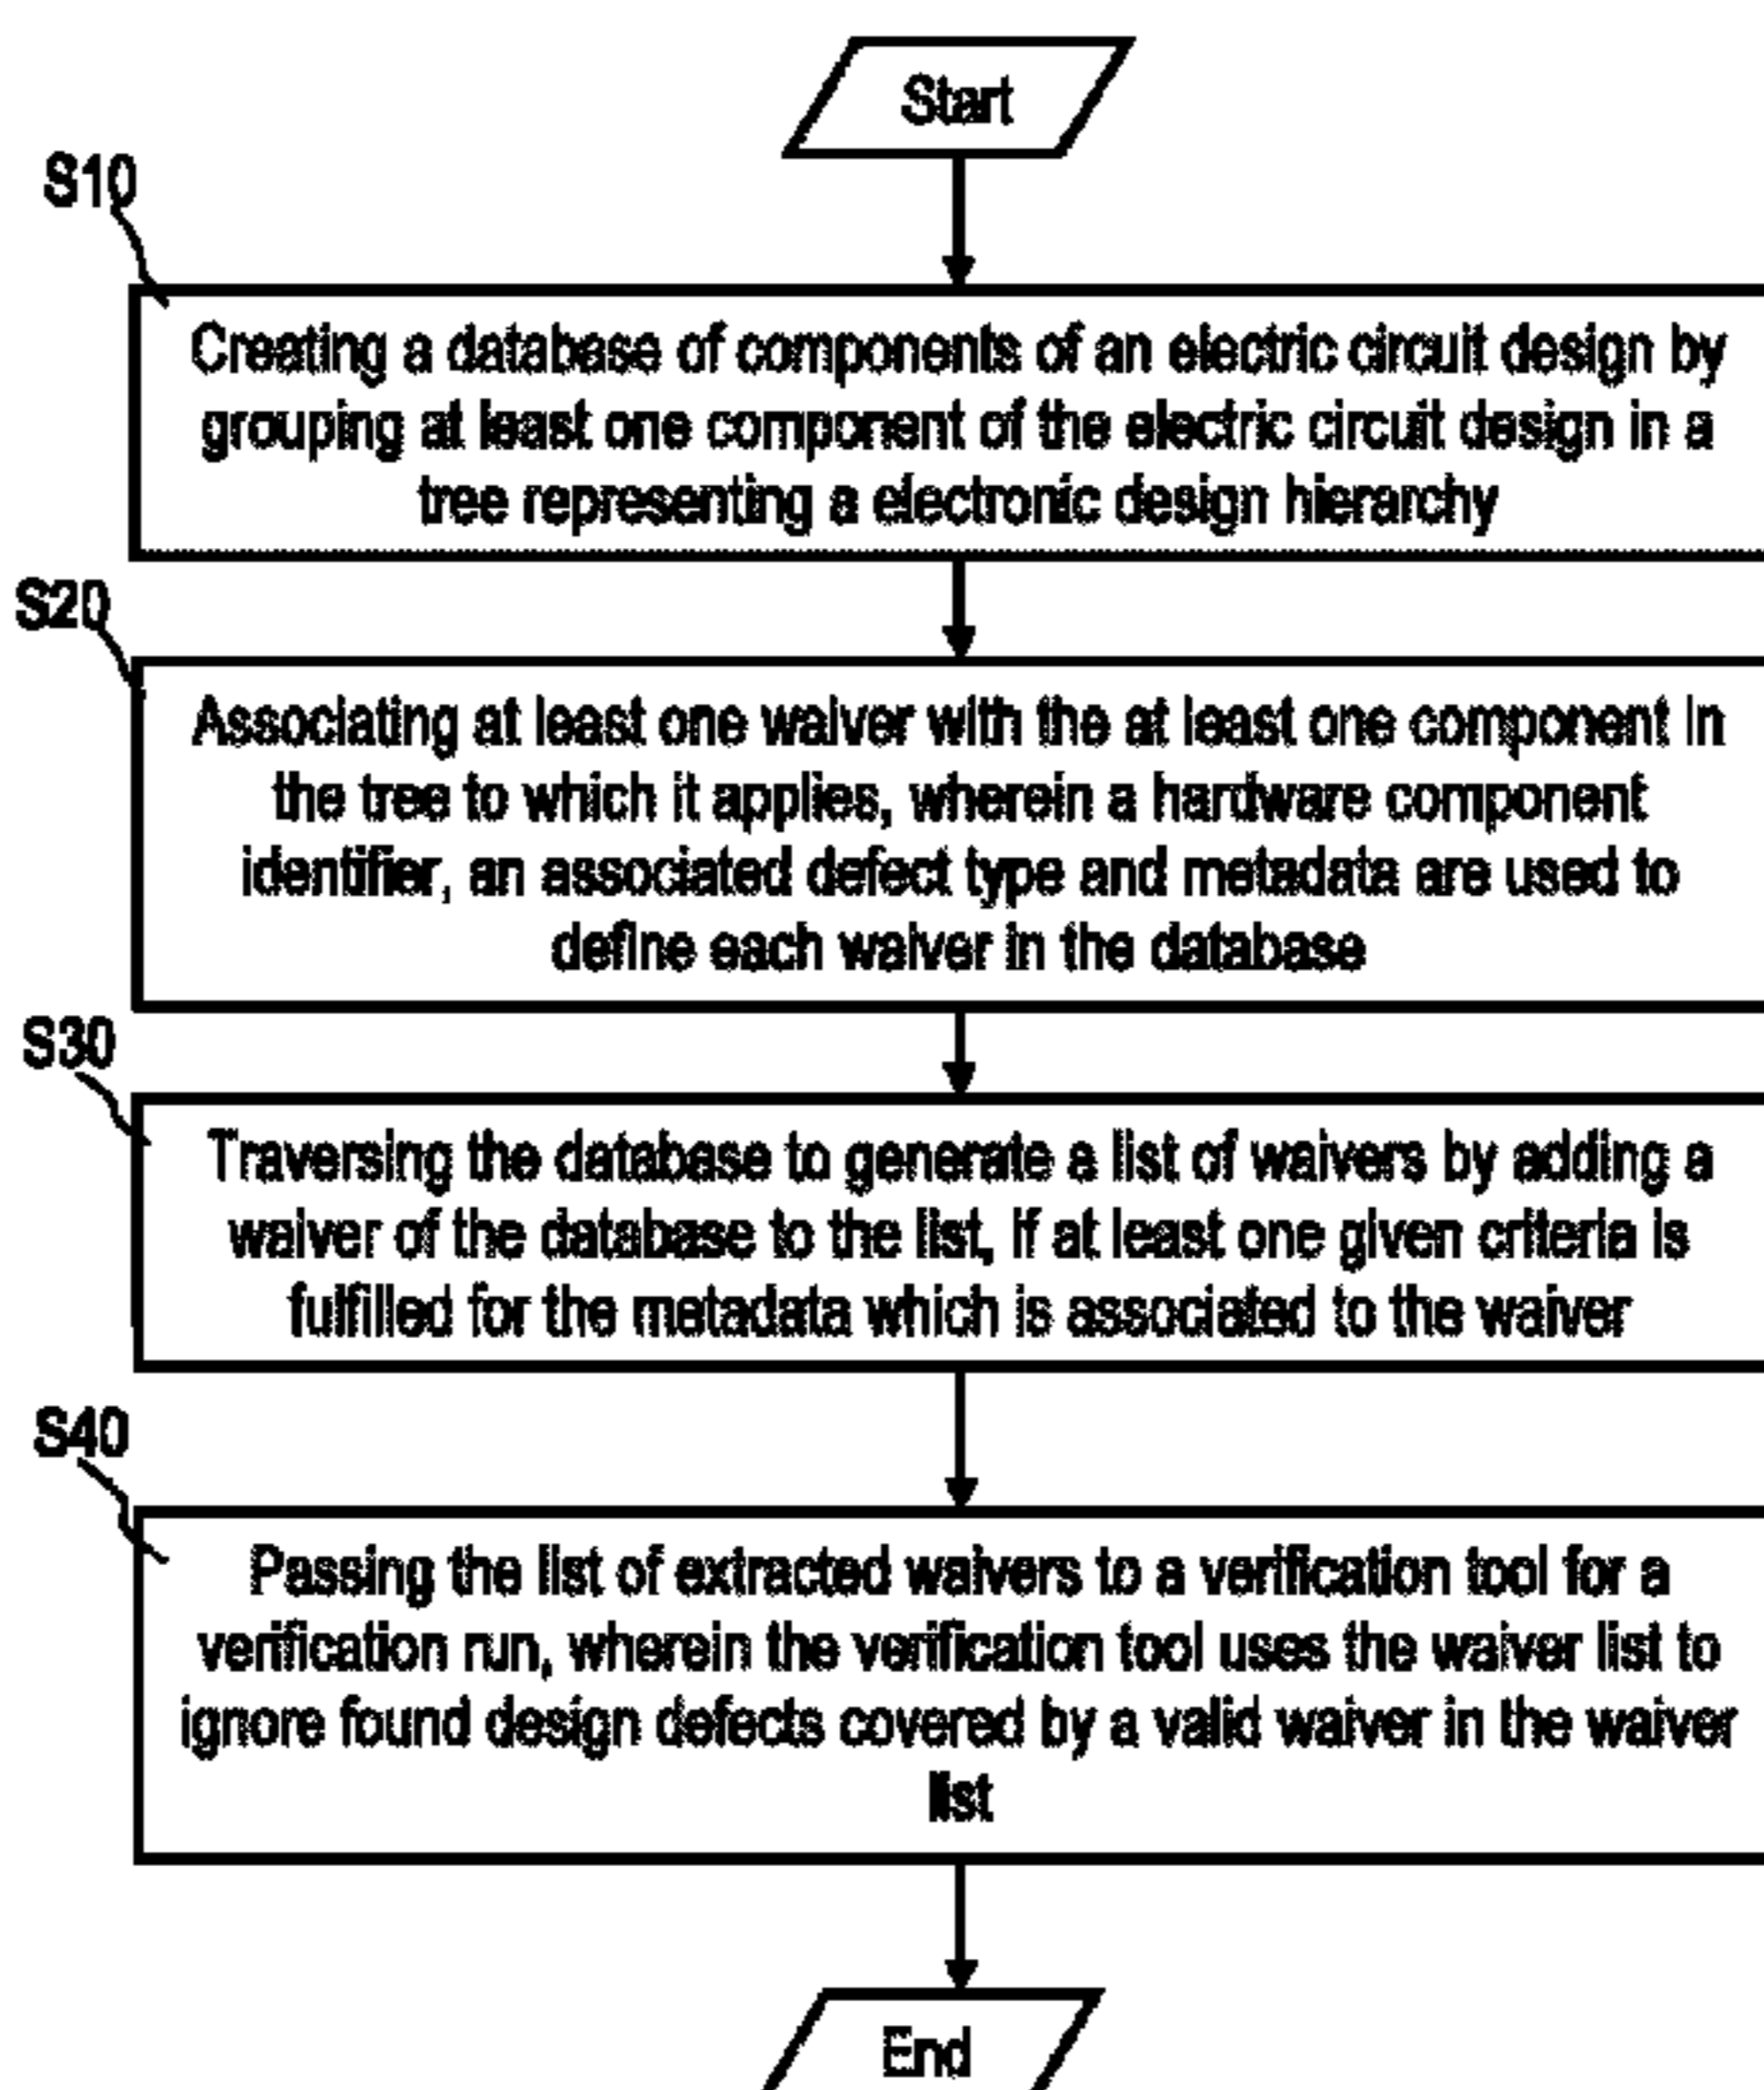 Start
S10
Creating a database of components of an electric circuit design by
grouping at least one component of the electric circuit design in a
tree representing a electronic design hierarchy
S20
Associating at least one waiver with the at least one component in
the tree to which it applies, wherein a hardware component
identifier, an associated defect type and metadata are used to
define each waiver in the database
S30
Traversing the database to generate a list of waivers by adding a
waiver of the database to the list, if at least one given criteria is
fulfilled for the metadata which is associated to the waiver
S40
Passing the list of extracted waivers to a verification tool for a
verification run, wherein the verification tool uses the waiver list to
ignore found design defects covered by a valid waiver in the waiver
list
End